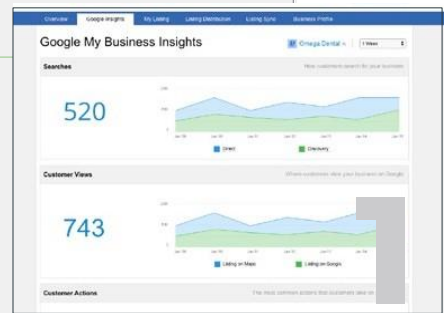 Overview Google Insights My Listing Listing Distribution Listing Sync Business Profile
Google My Business Insights Omega Dental 1 Week
Searches How customers search for your business
520
Direct Discovery
Customer Views Where customers view your business on Google
743
Listing on Maps Listing on Google
Customer Actions The most common actions that customers take on